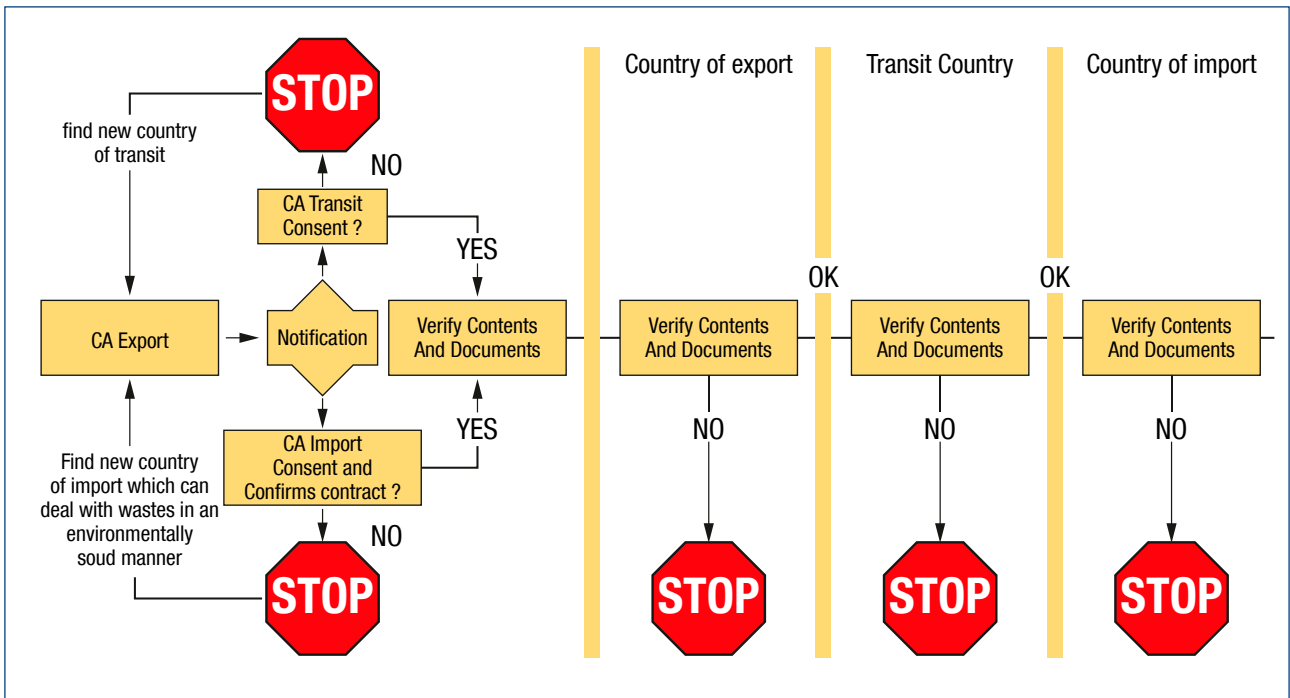 STOP
find new country
of transit
NO
CA Transit
Consent ?
YES
CA Export
Notification
Verify Contents
And Documents
CA Import
Consent and
Confirms contract ?
YES
Find new country
of import which can
deal with wastes in an
environmentally
soud manner
NO
STOP
Country of export
Verify Contents
And Documents
NO
STOP
OK
Transit Country
Verify Contents
And Documents
NO
STOP
OK
Country of import
Verify Contents
And Documents
NO
STOP